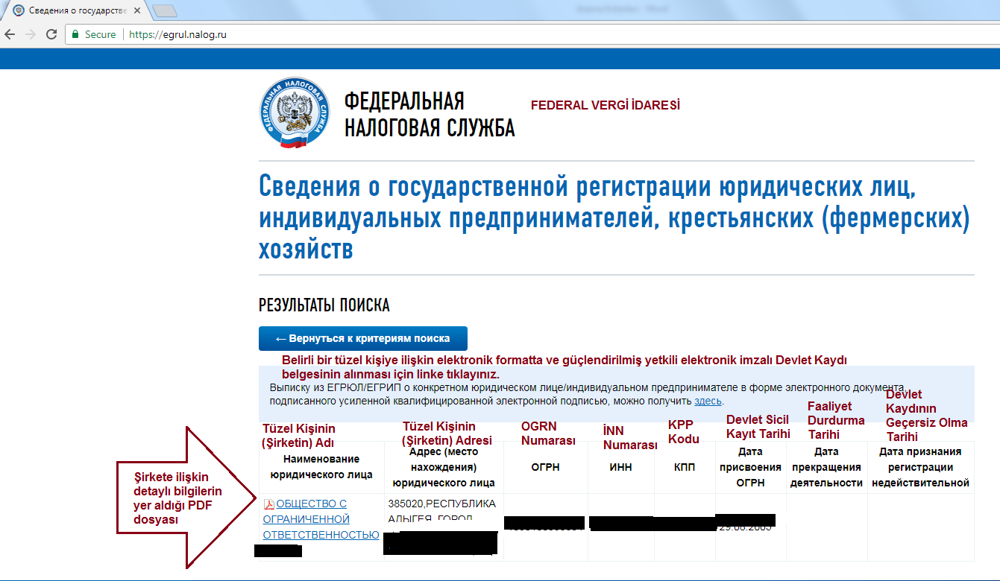 Сведения о государстве
Secure
https://egrul.nalog.ru
ФЕДЕРАЛЬНАЯ НАЛОГОВАЯ СЛУЖБА
ФЕДЕРАЛЬНАЯ
НАЛОГОВАЯ СЛУЖБА
FEDERAL VERGİ İDARESİ
Сведения о государственной регистрации юридических лиц,
индивидуальных предпринимателей, крестьянских (фермерских)
хозяйств
РЕЗУЛЬТАТЫ ПОИСКА
← Вернуться к критериям поиска
Belirli bir tüzel kişiye ilişkin elektronik formatta ve güçlendirilmiş yetkili elektronik imzalı Devlet Kaydı
belgesinin alınması için linke tıklayınız.
Выписку из ЕГРЮЛ/ЕГРИП о конкретном юридическом лице/индивидуальном предпринимателе в форме электронного документа,
подписанного усиленной квалифицированной электронной подписью, можно получить здесь.
Tüzel Kişinin
(Şirketin) Adı
Tüzel Kişinin
(Şirketin) Adresi
OGRN
Numarası
İNN
Numarası
KPP
Kodu
Devlet Sicil
Kayıt Tarihi
Faaliyet
Durdurma
Tarihi
Devlet
Kaydının
Geçersiz Olma
Tarihi
Наименование
юридического лица
Адрес (место
нахождения)
юридического лица
ОГРН
ИНН
КПП
Дата
присвоения
ОГРН
Дата
прекращения
деятельности
Дата признания
регистрации
недействительной
Şirkete ilişkin
detaylı bilgilerin
yer aldığı PDF
dosyası
ОБЩЕСТВО С
ОГРАНИЧЕННОЙ
ОТВЕТСТВЕННОСТЬЮ
385020,РЕСПУБЛИКА
АДЫГЕЯ, ГОРОД